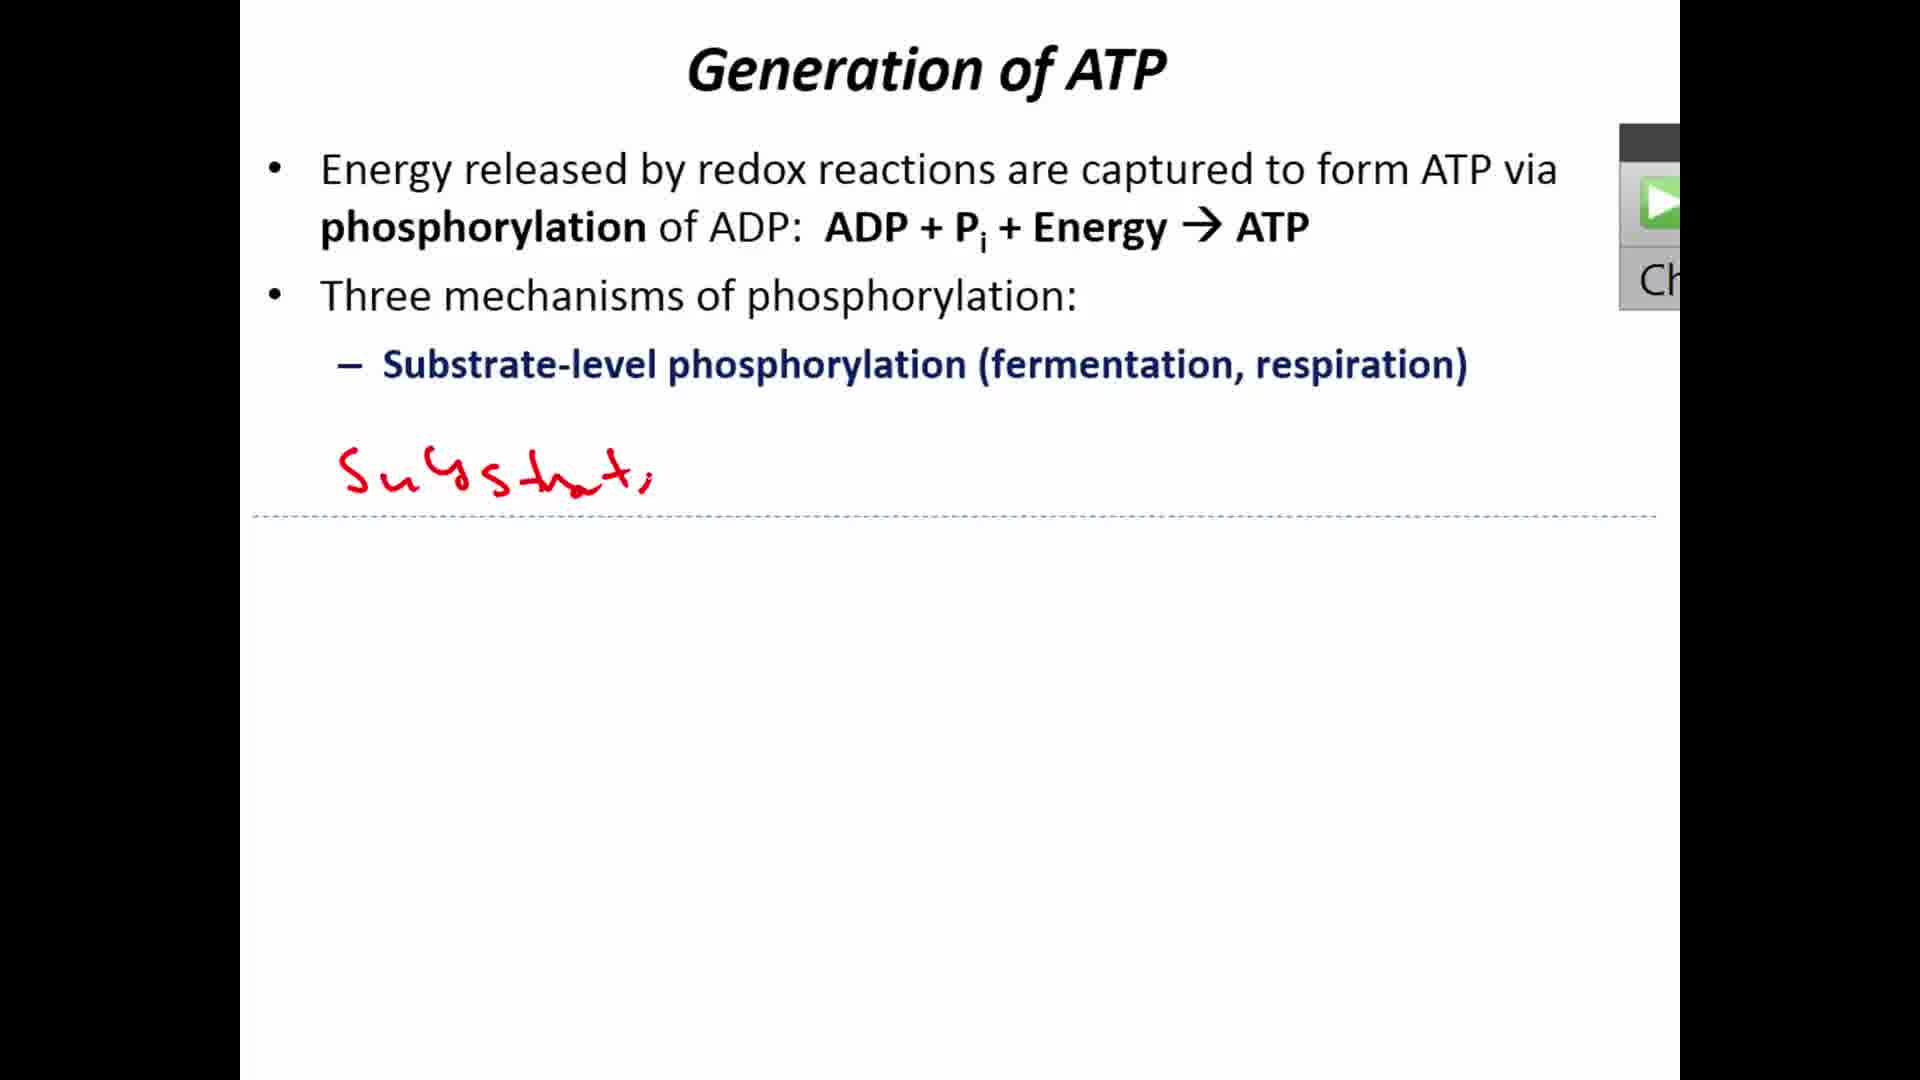 Generation of ATP
• Energy released by redox reactions are captured to form ATP via
phosphorylation of ADP: ADP + Pi + Energy → ATP
• Three mechanisms of phosphorylation:
– Substrate-level phosphorylation (fermentation, respiration)
Substrat
Ch